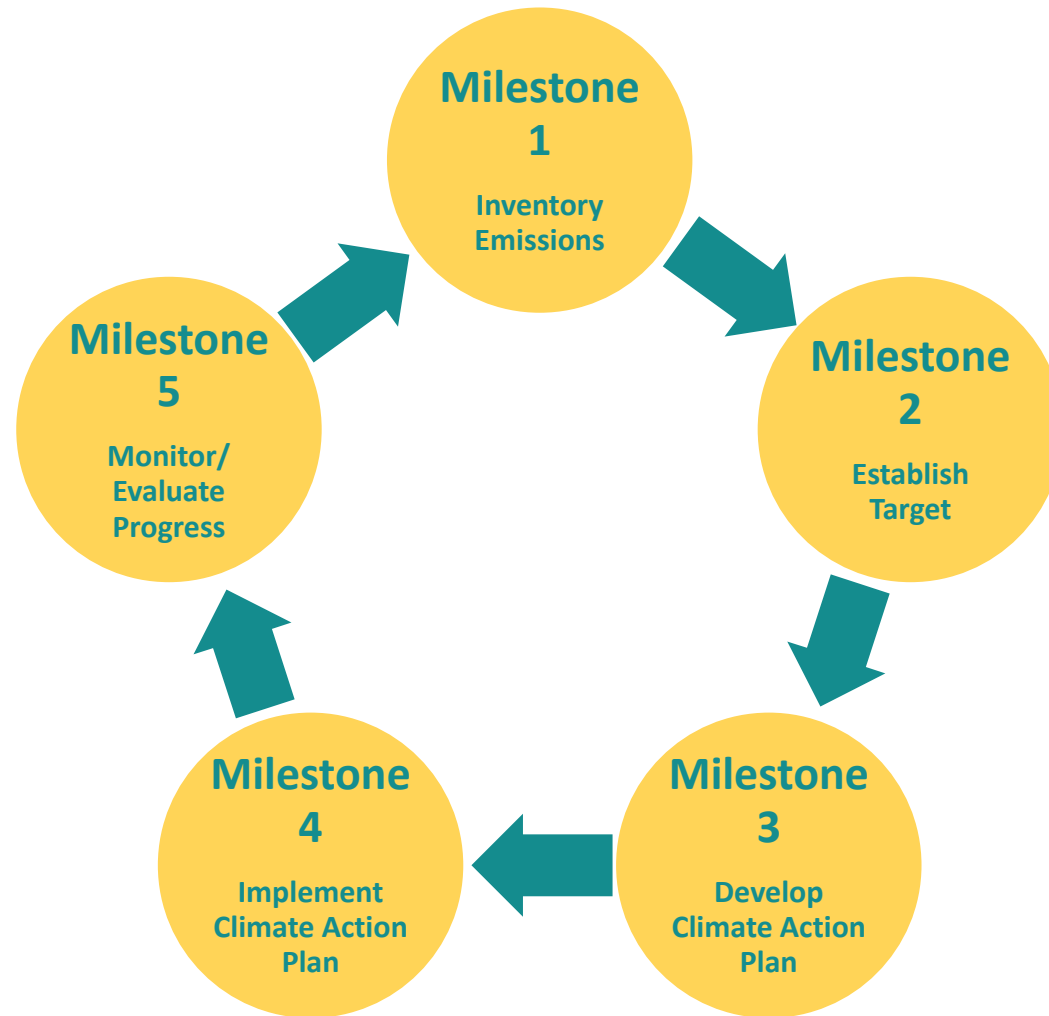 Milestone
1
Inventory
Emissions
Milestone
2
Establish
Target
Milestone
3
Develop
Climate Action
Plan
Milestone
4
Implement
Climate Action
Plan
Milestone
5
Monitor/
Evaluate
Progress